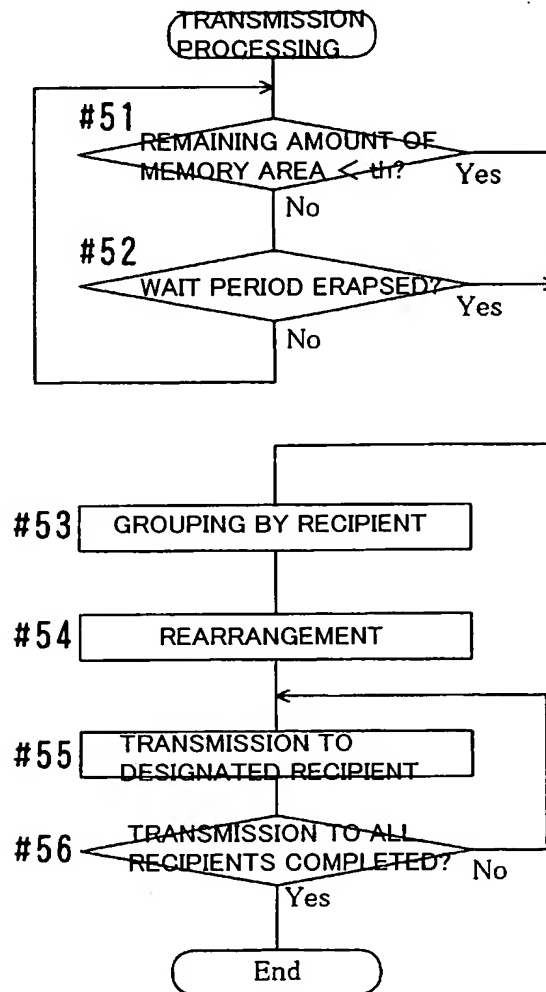 TRANSMISSION
PROCESSING
#51
REMAINING AMOUNT OF
MEMORY AREA < th?
Yes
No
#52
WAIT PERIOD ERAPSED?
Yes
No
#53
GROUPING BY RECIPIENT
#54
REARRANGEMENT
#55
TRANSMISSION TO
DESIGNATED RECIPIENT
#56
TRANSMISSION TO ALL
RECIPIENTS COMPLETED?
No
Yes
End